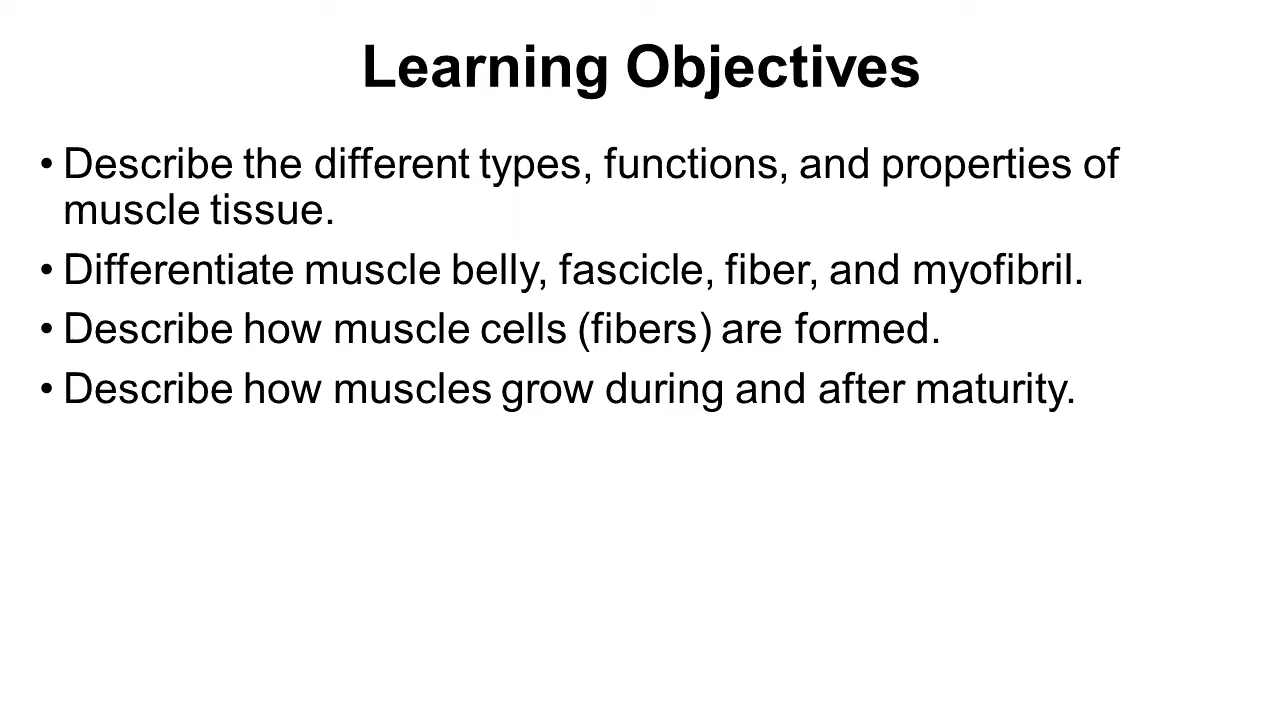 Learning Objectives
• Describe the different types, functions, and properties of
muscle tissue.
• Differentiate muscle belly, fascicle, fiber, and myofibril.
• Describe how muscle cells (fibers) are formed.
• Describe how muscles grow during and after maturity.